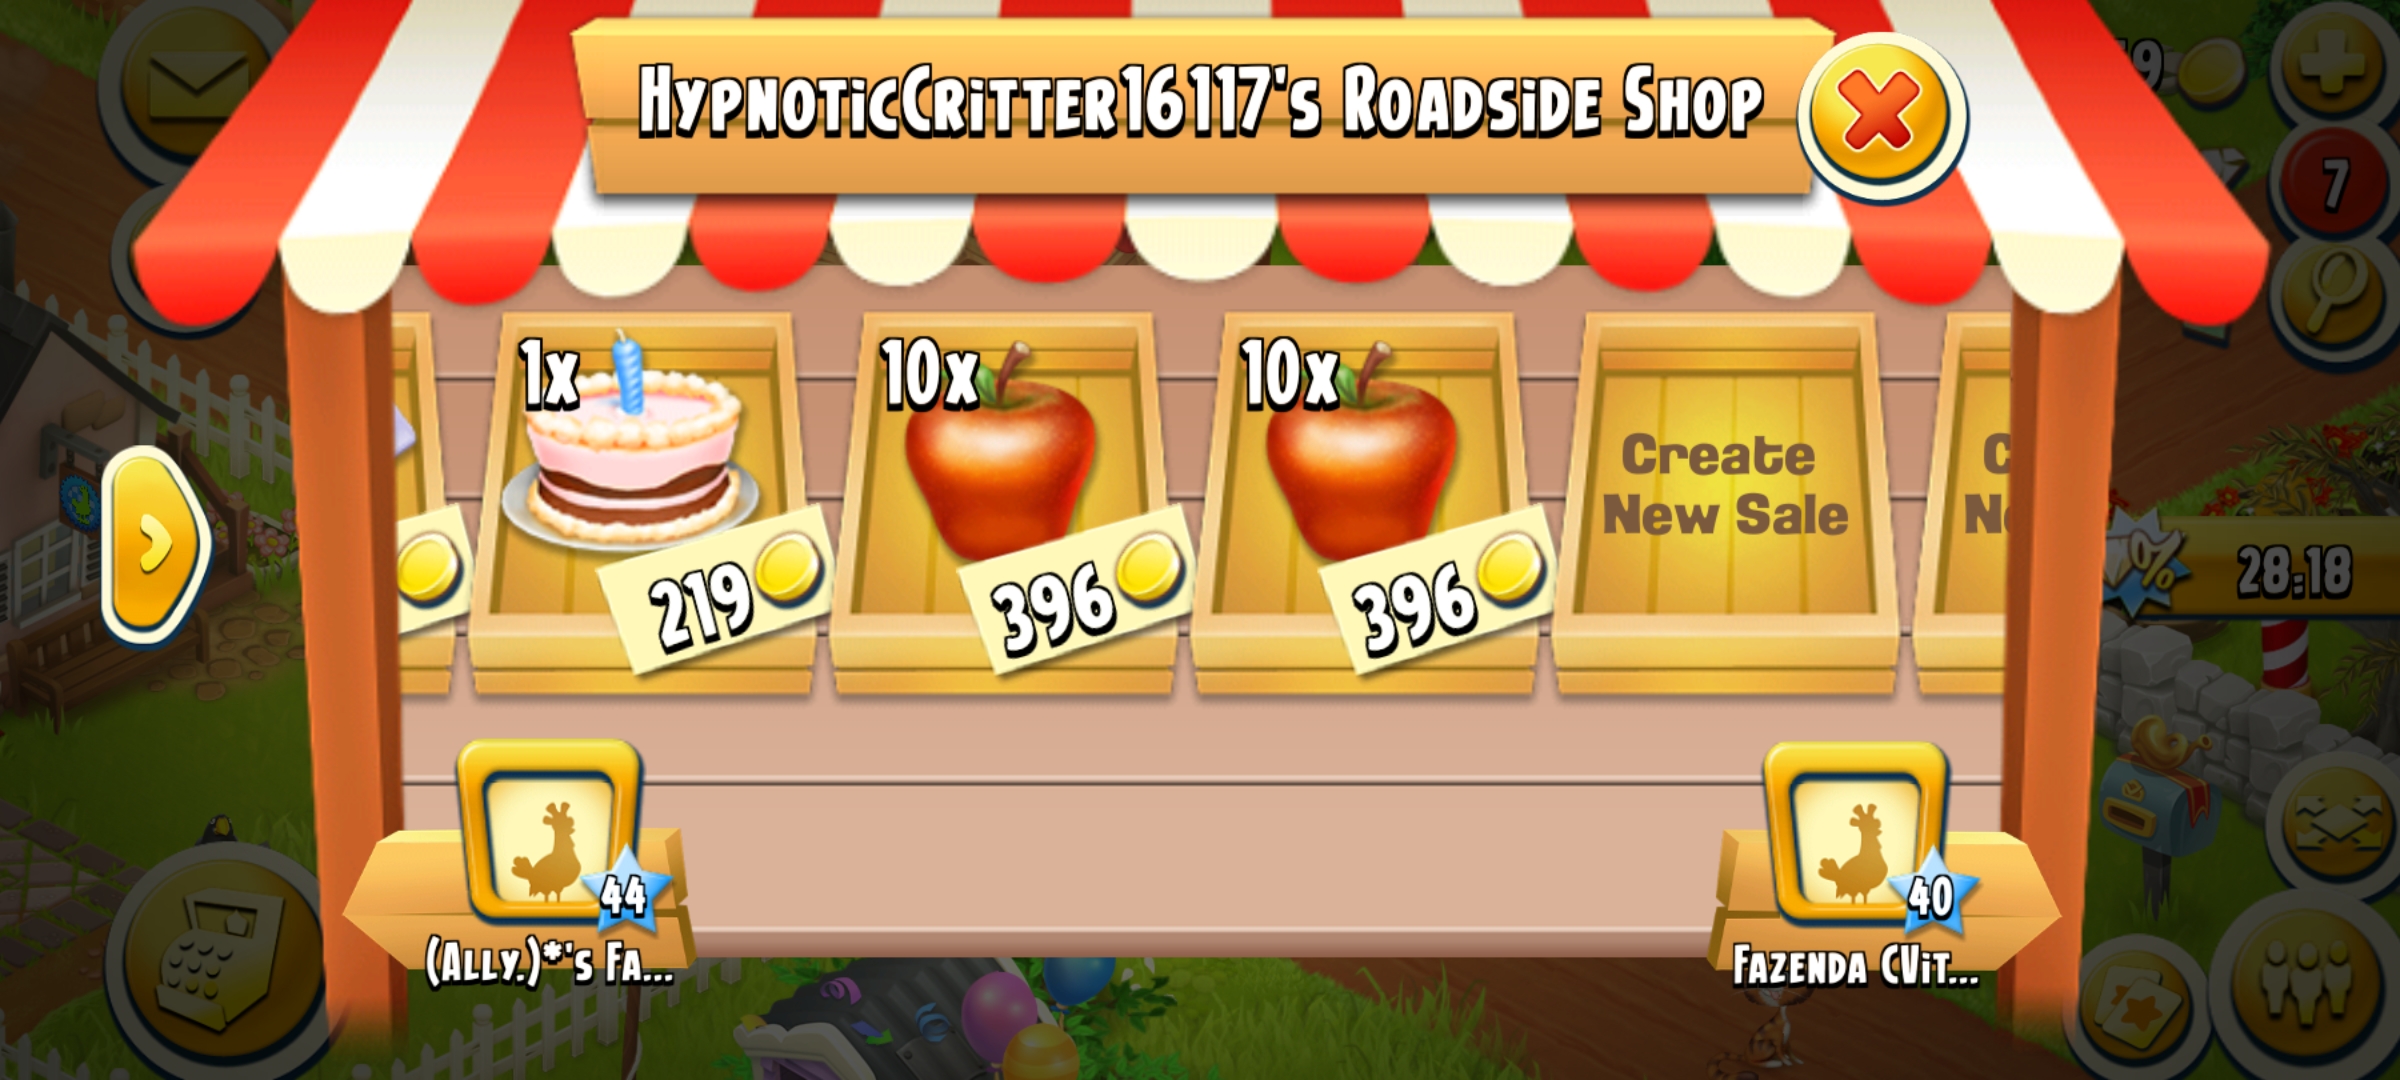 HypnoticCritter16117's Roadside Shop
9
7
1x
10x
10x
Create
New Sale
219
396
396
28:18
44
40
(Ally.)*'s Fa...
Fazenda CVit...